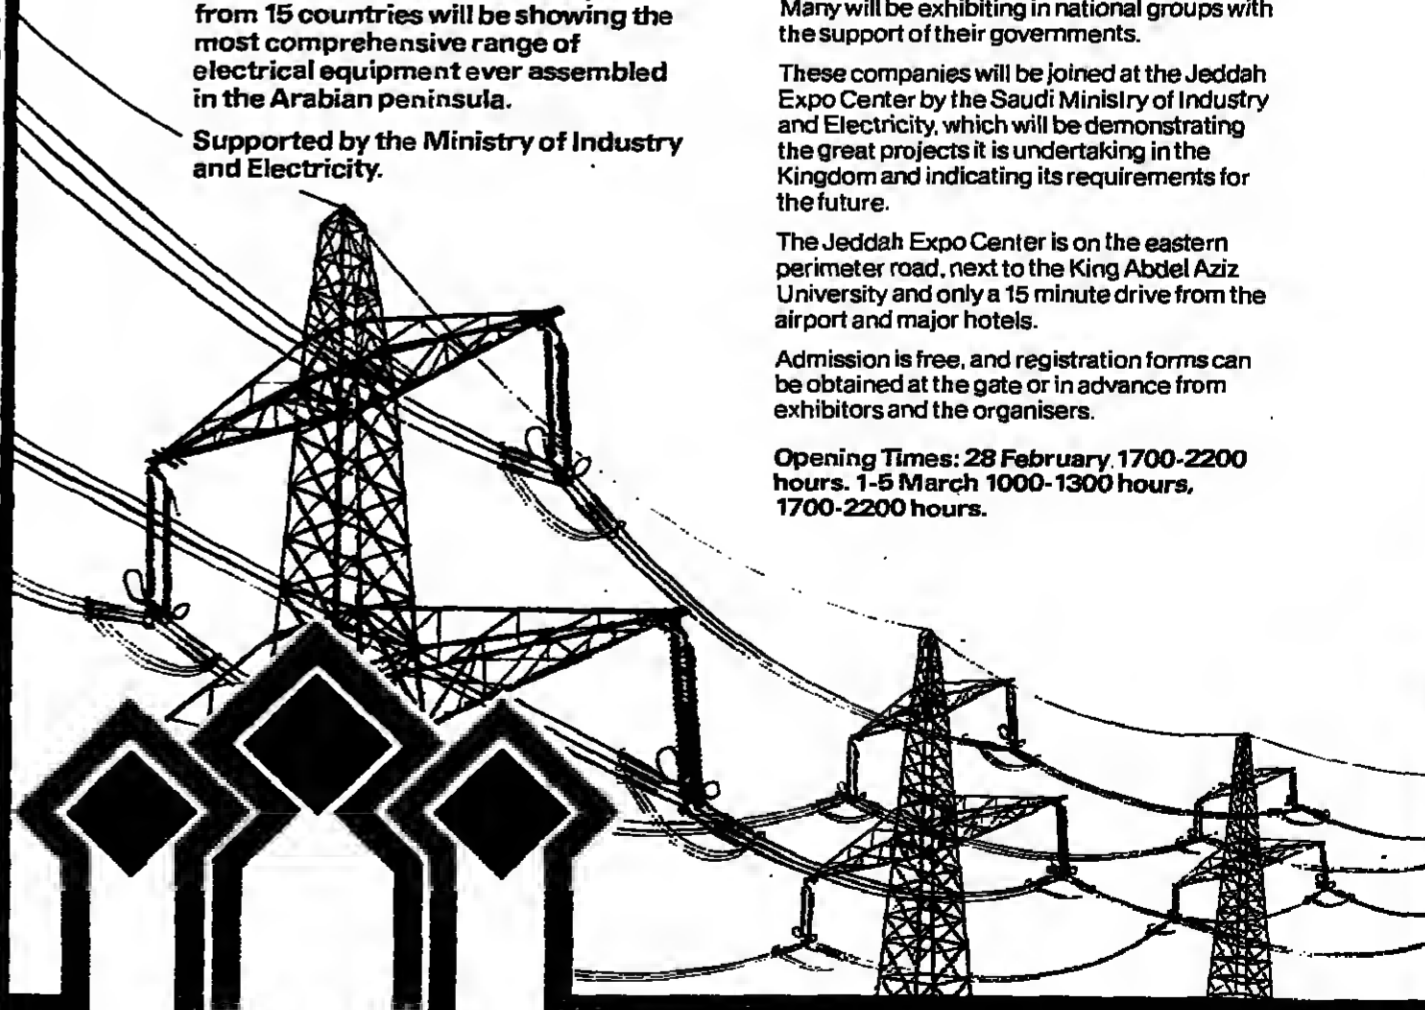 from 15 countries will be showing the
most comprehensive range of
electrical equipment ever assembled
in the Arabian peninsula.
Supported by the Ministry of Industry
and Electricity.
Many will be exhibiting in national groups with
the support of their governments.
These companies will be joined at the Jeddah
Expo Center by the Saudi Ministry of Industry
and Electricity, which will be demonstrating
the great projects it is undertaking in the
Kingdom and indicating its requirements for
the future.
The Jeddah Expo Center is on the eastern
perimeter road, next to the King Abdel Aziz
University and only a 15 minute drive from the
airport and major hotels.
Admission is free, and registration forms can
be obtained at the gate or in advance from
exhibitors and the organisers.
Opening Times: 28 February, 1700-2200
hours. 1-5 March 1000-1300 hours,
1700-2200 hours.